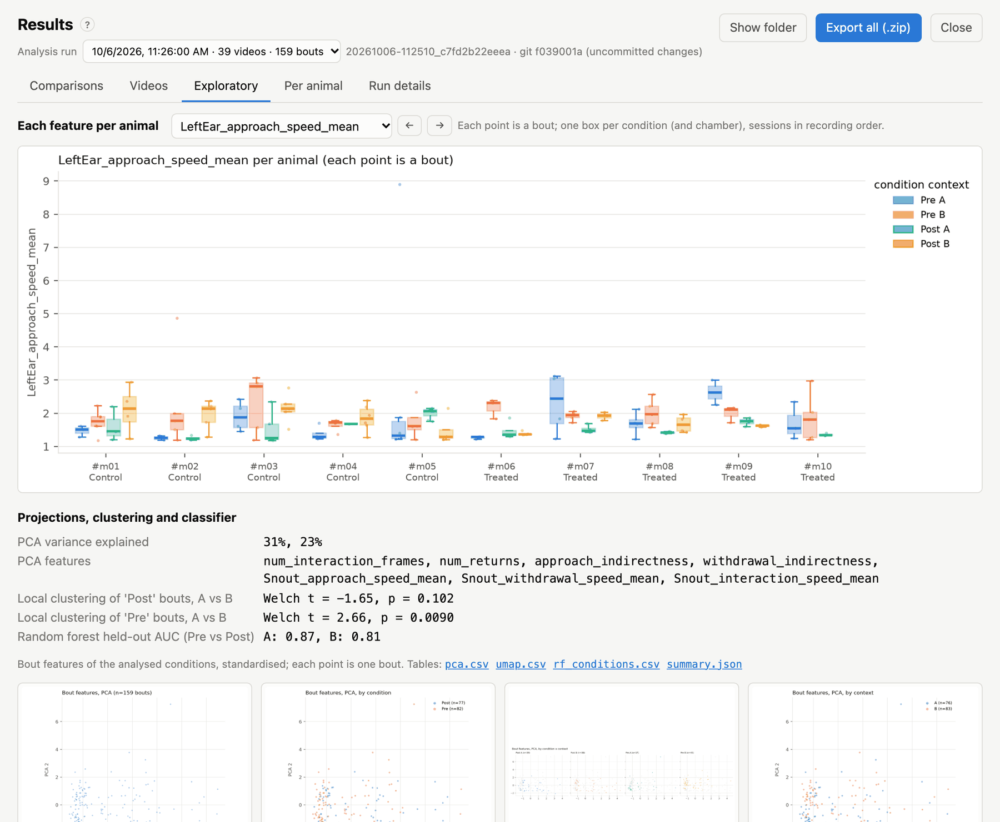 Results ?
Show folder
Export all (.zip)
Close
Analysis run 10/6/2026, 11:26:00 AM · 39 videos · 159 bouts 20261006-112510_c7fd2b22eeea · git f039001a (uncommitted changes)
Comparisons Videos Exploratory Per animal Run details
Each feature per animal LeftEar_approach_speed_mean ← → Each point is a bout; one box per condition (and chamber), sessions in recording order.
LeftEar_approach_speed_mean per animal (each point is a bout)
LeftEar_approach_speed_mean
9
8
7
6
5
4
3
2
1
condition context
Pre A
Pre B
Post A
Post B
#m01 #m02 #m03 #m04 #m05 #m06 #m07 #m08 #m09 #m10
Control Control Control Control Control Treated Treated Treated Treated Treated
Projections, clustering and classifier
PCA variance explained 31%, 23%
PCA features num_interaction_frames, num_returns, approach_indirectness, withdrawal_indirectness,
Snout_approach_speed_mean, Snout_withdrawal_speed_mean, Snout_interaction_speed_mean
Local clustering of 'Post' bouts, A vs B Welch t = −1.65, p = 0.102
Local clustering of 'Pre' bouts, A vs B Welch t = 2.66, p = 0.0090
Random forest held-out AUC (Pre vs Post) A: 0.87, B: 0.81
Bout features of the analysed conditions, standardised; each point is one bout. Tables: pca.csv umap.csv rf_conditions.csv summary.json
Bout features, PCA (n=159 bouts)
PCA 2
6
4
2
0
Bout features, PCA, by condition
Post (n=77)
Pre (n=82)
PCA 2
6
4
2
0
Bout features, PCA, by condition x context
Bout features, PCA, by context
A (n=76)
B (n=83)
PCA 2
6
4
2
0